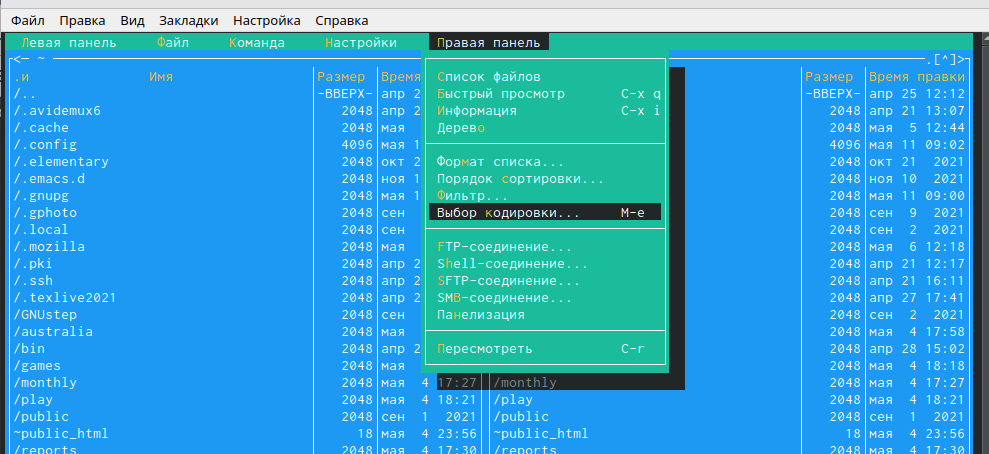 Файл Правка Вид Закладки Настройка Справка
Левая панель Файл Команда Настройки Правая панель
<— ~ .[^]>
.и Имя Размер Время Список файлов Размер Время правки
/.. -ВВЕРХ- апр 2 Быстрый просмотр C-x q -ВВЕРХ- апр 25 12:12
/.avidemux6 2048 апр 2 Информация C-x i 2048 апр 21 13:07
/.cache 2048 мая Дерево 2048 мая 5 12:44
/.config 4096 мая 1 4096 мая 11 09:02
/.elementary 2048 окт 2 Формат списка... 2048 окт 21 2021
/.emacs.d 2048 ноя 1 Порядок сортировки... 2048 ноя 10 2021
/.gnupg 2048 мая 1 Фильтр... 2048 мая 11 09:00
/.gphoto 2048 сен Выбор кодировки... M-e 2048 сен 9 2021
/.local 2048 сен 2048 сен 2 2021
/.mozilla 2048 мая FTP-соединение... 2048 мая 6 12:18
/.pki 2048 апр 2 Shell-соединение... 2048 апр 21 12:17
/.ssh 2048 апр 2 SFTP-соединение... 2048 апр 21 16:11
/.texlive2021 2048 апр 2 SMB-соединение... 2048 апр 27 17:41
/GNUstep 2048 сен Панелизация 2048 сен 2 2021
/australia 2048 мая 2048 мая 4 17:58
/bin 2048 апр 2 Пересмотреть C-r 2048 апр 28 15:02
/games 2048 мая 2048 мая 4 18:18
/monthly 2048 мая 4 17:27 /monthly 2048 мая 4 17:27
/play 2048 мая 4 18:21 /play 2048 мая 4 18:21
/public 2048 сен 1 2021 /public 2048 сен 1 2021
~public_html 18 мая 4 23:56 ~public_html 18 мая 4 23:56
/reports 2048 мая 4 17:30 /reports 2048 мая 4 17:30